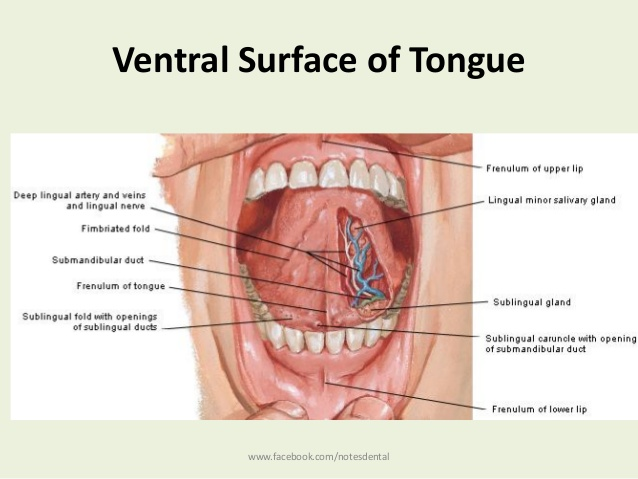 Ventral Surface of Tongue
Frenulum of upper lip
Deep lingual artery and veins
and lingual nerve
Lingual minor salivary gland
Fimbriated fold
Submandibular duct
Frenulum of tongue
Sublingual gland
Sublingual fold with openings
of sublingual ducts
Sublingual caruncle with opening
of submandibular duct
Frenulum of lower lip
www.facebook.com/notesdental